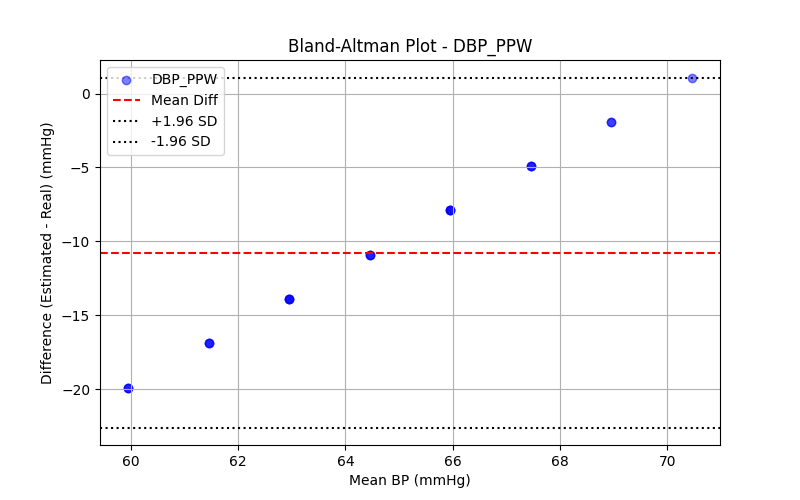 Bland-Altman Plot - DBP_PPW
DBP_PPW
Mean Diff
+1.96 SD
-1.96 SD
0
−5
−10
−15
−20
Difference (Estimated - Real) (mmHg)
60 62 64 66 68 70
Mean BP (mmHg)